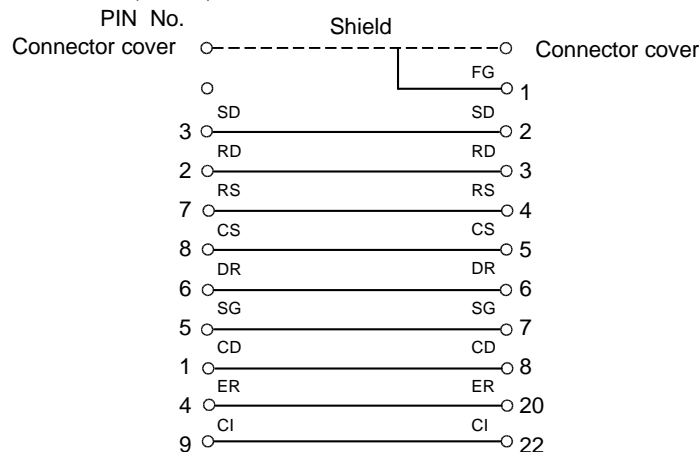 PIN No.
Shield
Connector cover Connector cover
FG
1
SD SD
3 2
RD RD
2 3
RS RS
7 4
CS CS
8 5
DR DR
6 6
SG SG
5 7
CD CD
1 8
ER ER
4 20
CI CI
9 22